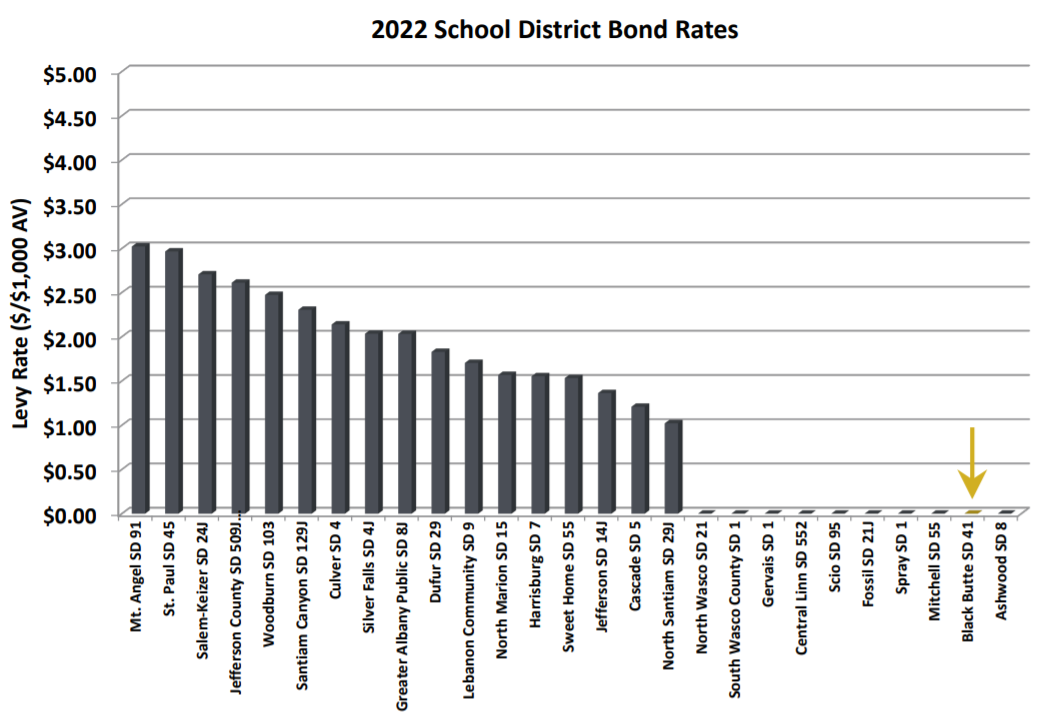 2022 School District Bond Rates
Levy Rate ($/$1,000 AV)
$5.00
$4.50
$4.00
$3.50
$3.00
$2.50
$2.00
$1.50
$1.00
$0.50
$0.00
Mt. Angel SD 91
St. Paul SD 45
Salem-Keizer SD 24J
Jefferson County SD 509J…
Woodburn SD 103
Santiam Canyon SD 129J
Culver SD 4
Silver Falls SD 4J
Greater Albany Public SD 8J
Dufur SD 29
Lebanon Community SD 9
North Marion SD 15
Harrisburg SD 7
Sweet Home SD 55
Jefferson SD 14J
Cascade SD 5
North Santiam SD 29J
North Wasco SD 21
South Wasco County SD 1
Gervais SD 1
Central Linn SD 552
Scio SD 95
Fossil SD 21J
Spray SD 1
Mitchell SD 55
Black Butte SD 41
Ashwood SD 8